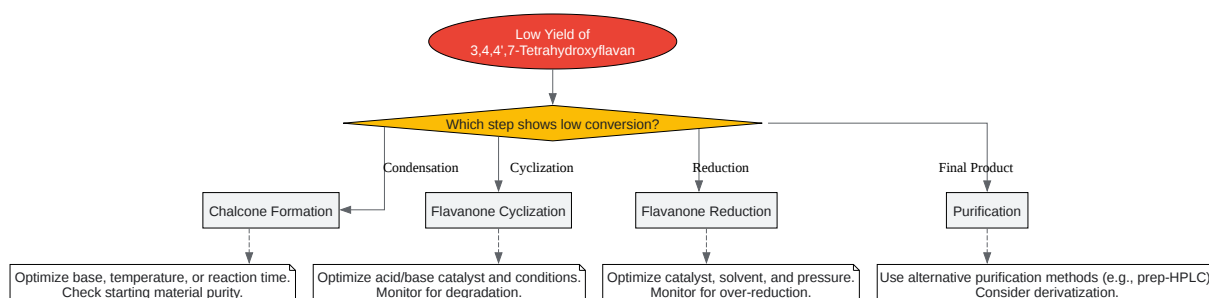 Low Yield of
3,4,4',7-Tetrahydroxyflavan
Which step shows low conversion?
Condensation
Cyclization
Reduction
Final Product
Chalcone Formation
Flavanone Cyclization
Flavanone Reduction
Purification
Optimize base, temperature, or reaction time.
Check starting material purity.
Optimize acid/base catalyst and conditions.
Monitor for degradation.
Optimize catalyst, solvent, and pressure.
Monitor for over-reduction.
Use alternative purification methods (e.g., prep-HPLC)
Consider derivatization.